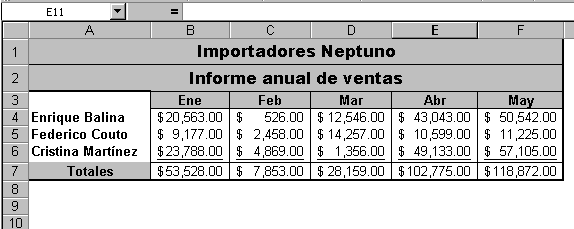 E11 =
A B C D E F
1 Importadores Neptuno
2 Informe anual de ventas
3 Ene Feb Mar Abr May
4 Enrique Balina $20,563.00 $ 526.00 $ 12,546.00 $ 43,043.00 $ 50,542.00
5 Federico Couto $ 9,177.00 $ 2,458.00 $ 14,257.00 $ 10,599.00 $ 11,225.00
6 Cristina Martínez $23,788.00 $ 4,869.00 $ 1,356.00 $ 49,133.00 $ 57,105.00
7 Totales $53,528.00 $ 7,853.00 $ 28,159.00 $102,775.00 $118,872.00
8
9
10